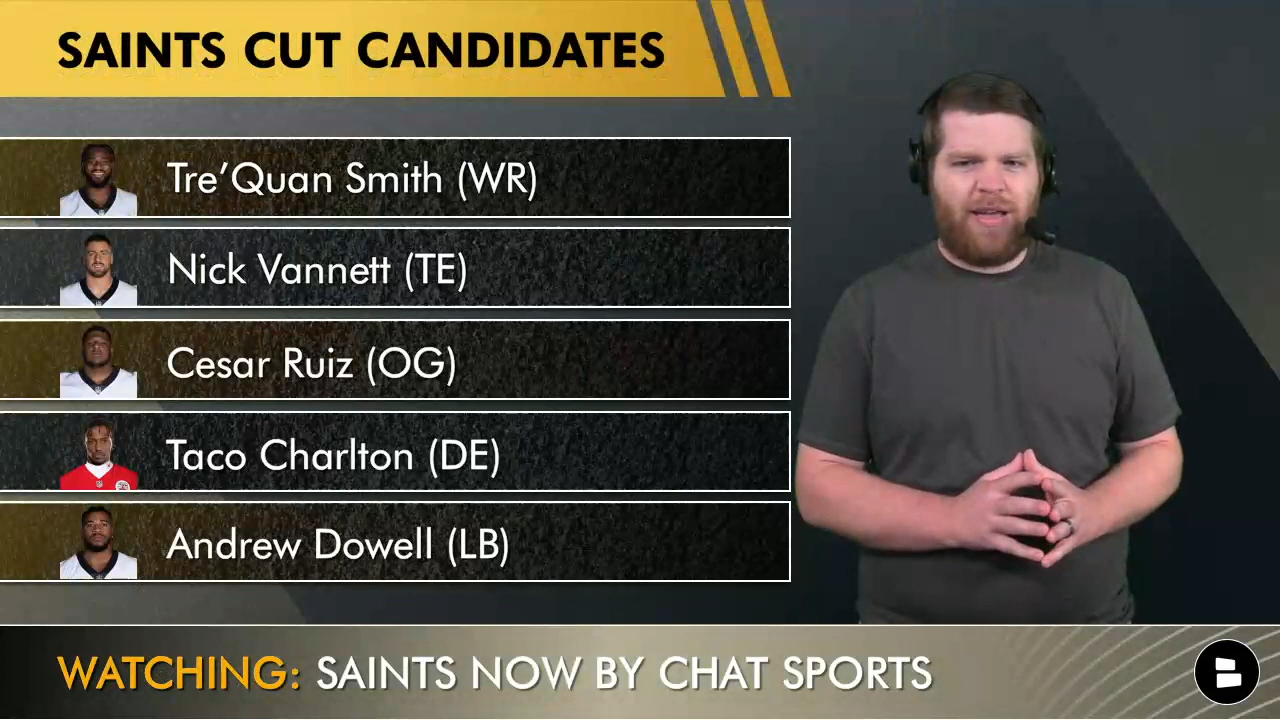 SAINTS CUT CANDIDATES
Tre’Quan Smith (WR)
Nick Vannett (TE)
Cesar Ruiz (OG)
Taco Charlton (DE)
Andrew Dowell (LB)
WATCHING: SAINTS NOW BY CHAT SPORTS